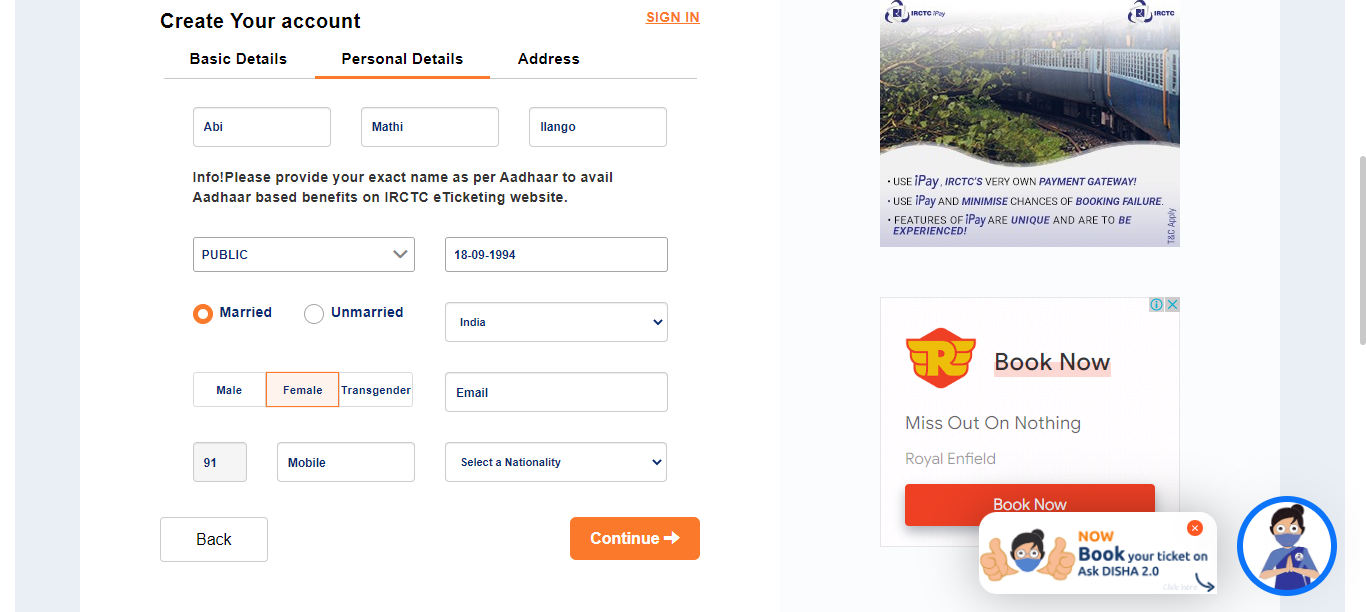 Create Your account
SIGN IN
Basic Details Personal Details Address
Abi Mathi Ilango
Info!Please provide your exact name as per Aadhaar to avail
Aadhaar based benefits on IRCTC eTicketing website.
PUBLIC 18-09-1994
Married Unmarried
India
Male Female Transgender
Email
91 Mobile Select a Nationality
Back Continue
IRCTC iPay
IRCTC
• USE iPay, IRCTC'S VERY OWN PAYMENT GATEWAY!
• USE iPay AND MINIMISE CHANCES OF BOOKING FAILURE.
• FEATURES OF iPay ARE UNIQUE AND ARE TO BE
EXPERIENCED!
T&C Apply
R
Book Now
Miss Out On Nothing
Royal Enfield
Book Now
NOW
Book your ticket on
Ask DISHA 2.0
Click here